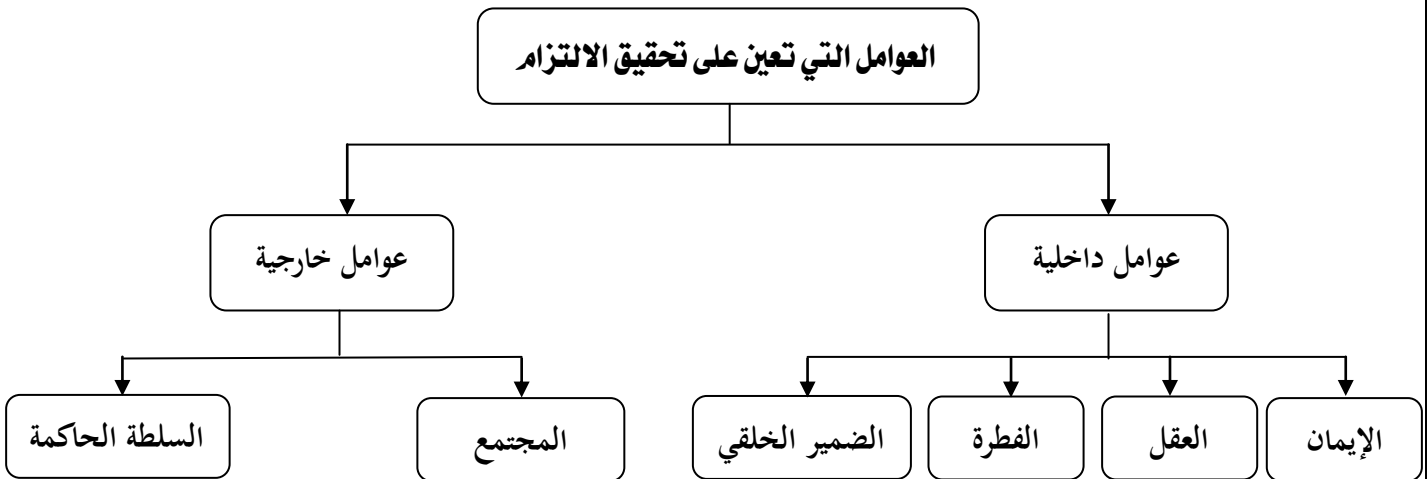 العوامل التي تعين على تحقيق الالتزام
عوامل داخلية
عوامل خارجية
الإيمان
العقل
الفطرة
الضمير الخلقي
المجتمع
السلطة الحاكمة